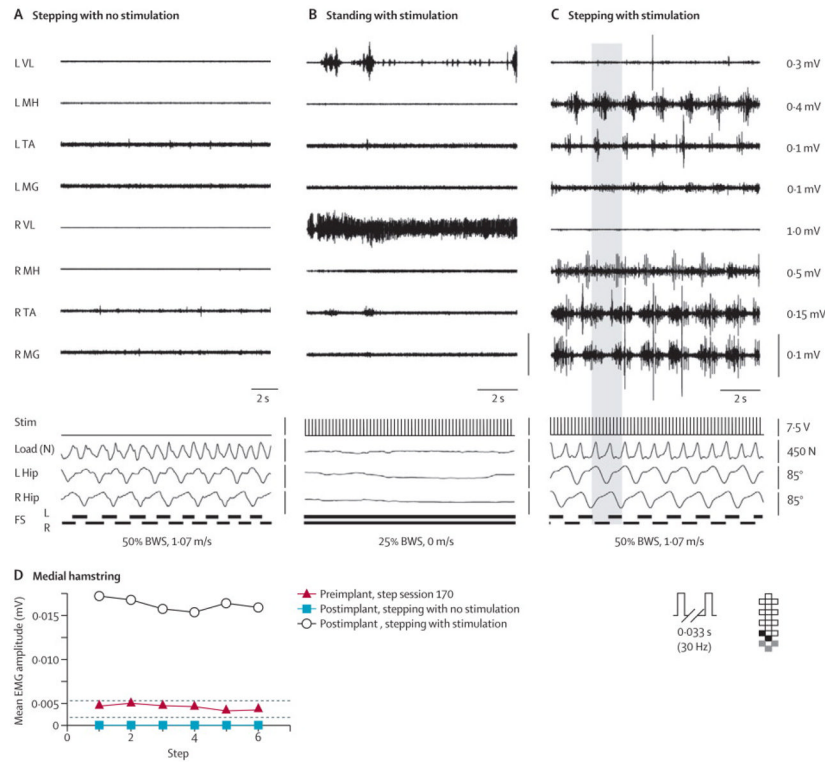 A Stepping with no stimulation
B Standing with stimulation
C Stepping with stimulation
L VL
0·3 mV
L MH
0·4 mV
L TA
0·1 mV
L MG
0·1 mV
R VL
1·0 mV
R MH
0·5 mV
R TA
0·15 mV
R MG
0·1 mV
2 s
2 s
2 s
Stim
7·5 V
Load (N)
450 N
L Hip
85°
R Hip
85°
FS L
R
50% BWS, 1·07 m/s
25% BWS, 0 m/s
50% BWS, 1·07 m/s
D Medial hamstring
Mean EMG amplitude (mV)
0·015
0·010
0·005
0
0
2
4
6
Step
Preimplant, step session 170
Postimplant, stepping with no stimulation
Postimplant , stepping with stimulation
0·033 s
(30 Hz)